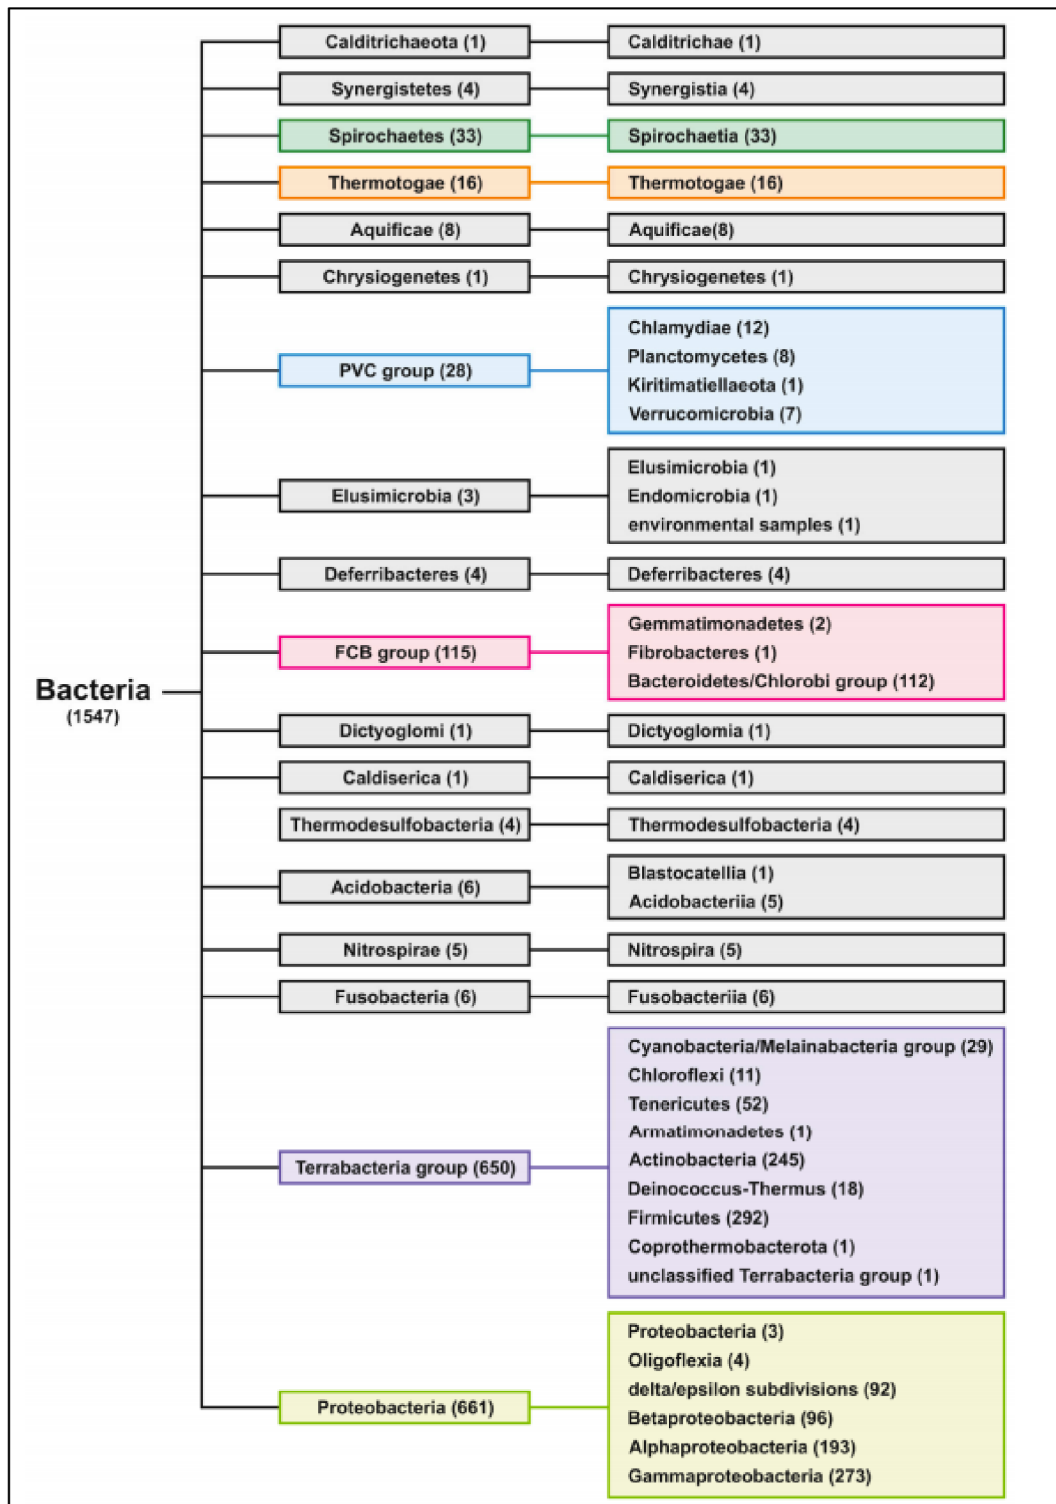 Calditrichaeota (1)
Calditrichae (1)
Synergistetes (4)
Synergistia (4)
Spirochaetes (33)
Spirochaetia (33)
Thermotogae (16)
Thermotogae (16)
Aquificae (8)
Aquificae(8)
Chrysiogenetes (1)
Chrysiogenetes (1)
PVC group (28)
Chlamydiae (12)
Planctomycetes (8)
Kiritimatiellaeota (1)
Verrucomicrobia (7)
Elusimicrobia (3)
Elusimicrobia (1)
Endomicrobia (1)
environmental samples (1)
Deferribacteres (4)
Deferribacteres (4)
FCB group (115)
Gemmatimonadetes (2)
Fibrobacteres (1)
Bacteroidetes/Chlorobi group (112)
Bacteria
(1547)
Dictyoglomi (1)
Dictyoglomia (1)
Caldiserica (1)
Caldiserica (1)
Thermodesulfobacteria (4)
Thermodesulfobacteria (4)
Acidobacteria (6)
Blastocatellia (1)
Acidobacteriia (5)
Nitrospirae (5)
Nitrospira (5)
Fusobacteria (6)
Fusobacteriia (6)
Terrabacteria group (650)
Cyanobacteria/Melainabacteria group (29)
Chloroflexi (11)
Tenericutes (52)
Armatimonadetes (1)
Actinobacteria (245)
Deinococcus-Thermus (18)
Firmicutes (292)
Coprothermobacterota (1)
unclassified Terrabacteria group (1)
Proteobacteria (661)
Proteobacteria (3)
Oligoflexia (4)
delta/epsilon subdivisions (92)
Betaproteobacteria (96)
Alphaproteobacteria (193)
Gammaproteobacteria (273)